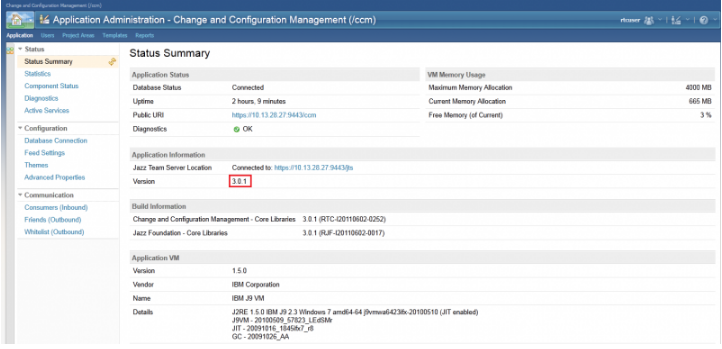 Change and Configuration Management (/ccm)
Application Administration - Change and Configuration Management (/ccm)
rtcuser
Application Users Project Areas Templates Reports
Status
Status Summary
Statistics
Component Status
Diagnostics
Active Services
Configuration
Database Connection
Feed Settings
Themes
Advanced Properties
Communication
Consumers (Inbound)
Friends (Outbound)
Whitelist (Outbound)
Status Summary
Application Status
Database Status Connected
Uptime 2 hours, 9 minutes
Public URI https://10.13.28.27:9443/ccm
Diagnostics OK
VM Memory Usage
Maximum Memory Allocation 4000 MB
Current Memory Allocation 665 MB
Free Memory (of Current) 3 %
Application Information
Jazz Team Server Location Connected to: https://10.13.28.27:9443/jts
Version 3.0.1
Build Information
Change and Configuration Management - Core Libraries 3.0.1 (RTC-I20110602-0252)
Jazz Foundation - Core Libraries 3.0.1 (RJF-I20110602-0017)
Application VM
Version 1.5.0
Vendor IBM Corporation
Name IBM J9 VM
Details J2RE 1.5.0 IBM J9 2.3 Windows 7 amd64-64 j9vmwa6423ifx-20100510 (JIT enabled)
J9VM - 20100509_57823_LEdSMr
JIT - 20091016_1845ifx7_r8
GC - 20091026_AA